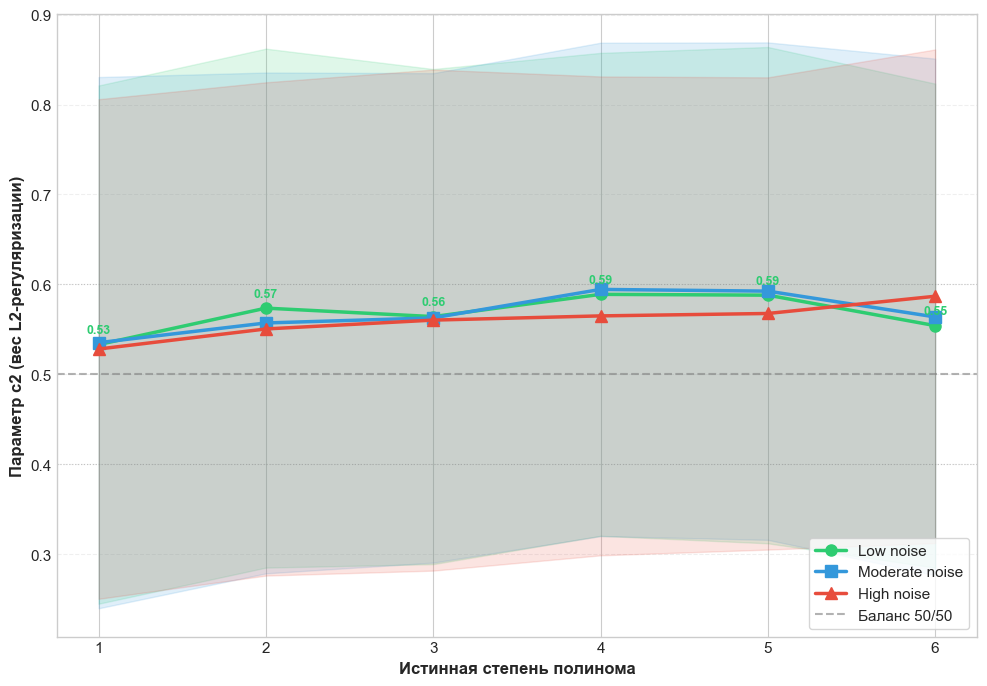 0.9
0.8
0.7
0.6
0.5
0.4
0.3
Параметр c2 (вес L2-регуляризации)
0.53
0.57
0.56
0.59
0.59
0.55
Low noise
Moderate noise
High noise
Баланс 50/50
1 2 3 4 5 6
Истинная степень полинома